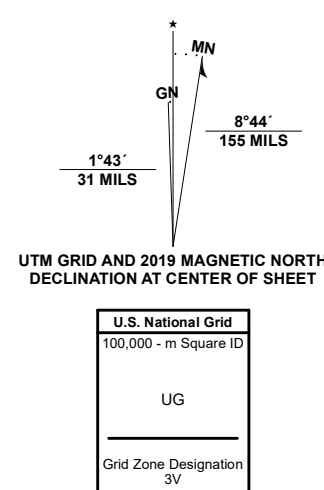 ★
MN
GN
8°44´
155 MILS
1°43´
31 MILS
UTM GRID AND 2019 MAGNETIC NORTH
DECLINATION AT CENTER OF SHEET
U.S. National Grid
100,000 - m Square ID
UG
Grid Zone Designation
3V